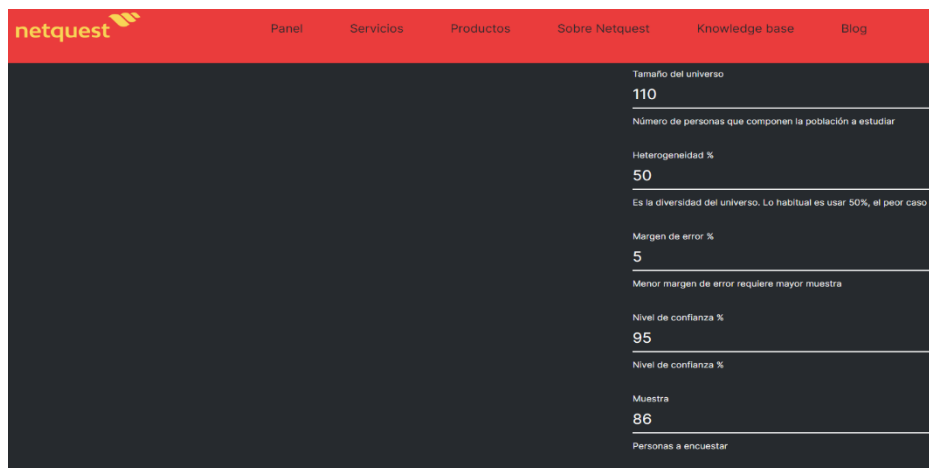 netquest
Panel Servicios Productos Sobre Netquest Knowledge base Blog
Tamaño del universo
110
Número de personas que componen la población a estudiar
Heterogeneidad %
50
Es la diversidad del universo. Lo habitual es usar 50%, el peor caso
Margen de error %
5
Menor margen de error requiere mayor muestra
Nivel de confianza %
95
Nivel de confianza %
Muestra
86
Personas a encuestar